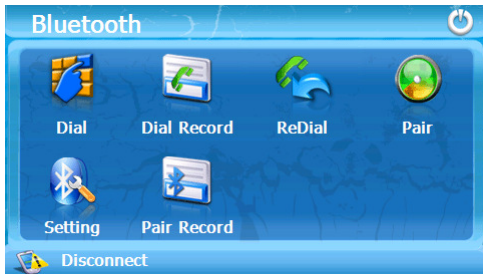 Bluetooth
Dial Dial Record ReDial Pair
Setting Pair Record
Disconnect